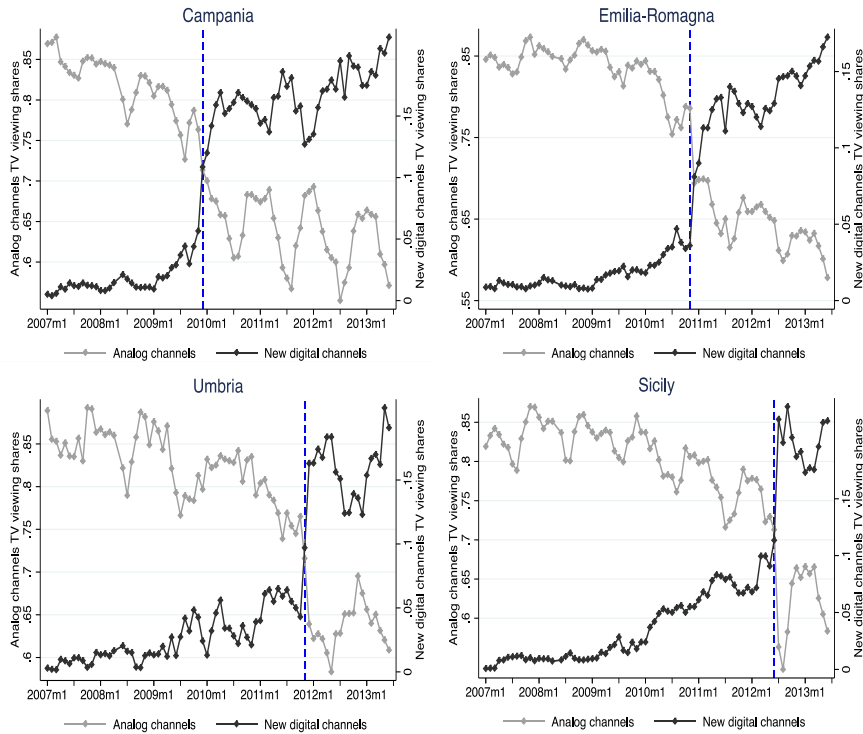 Campania
Analog channels TV viewing shares
.85
.8
.75
.7
.65
.6
New digital channels TV viewing shares
.15
.1
.05
0
2007m1 2008m1 2009m1 2010m1 2011m1 2012m1 2013m1
Analog channels New digital channels
Emilia-Romagna
Analog channels TV viewing shares
.85
.75
.65
.55
New digital channels TV viewing shares
.15
.1
.05
0
2007m1 2008m1 2009m1 2010m1 2011m1 2012m1 2013m1
Analog channels New digital channels
Umbria
Analog channels TV viewing shares
.85
.8
.75
.7
.65
.6
New digital channels TV viewing shares
.15
.1
.05
0
2007m1 2008m1 2009m1 2010m1 2011m1 2012m1 2013m1
Analog channels New digital channels
Sicily
Analog channels TV viewing shares
.85
.8
.75
.7
.65
.6
New digital channels TV viewing shares
.15
.1
.05
0
2007m1 2008m1 2009m1 2010m1 2011m1 2012m1 2013m1
Analog channels New digital channels